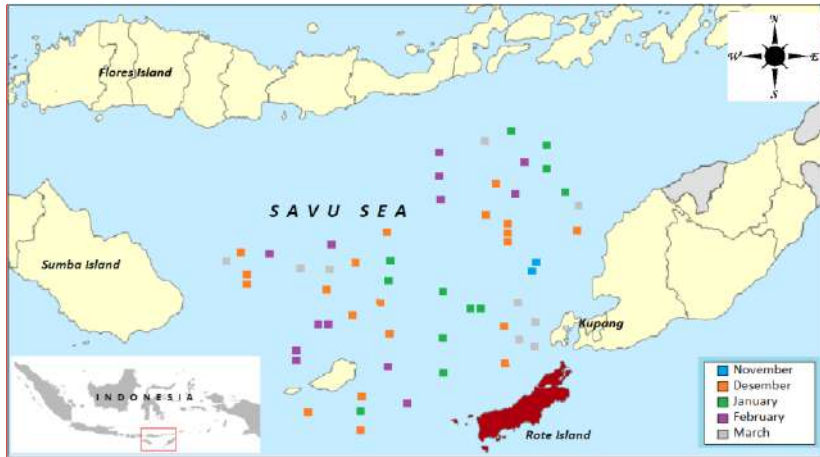 N
W
E
S
Flores Island
SAVU SEA
Sumba Island
Kupang
Rote Island
INDONESIA
November
Desember
January
February
March